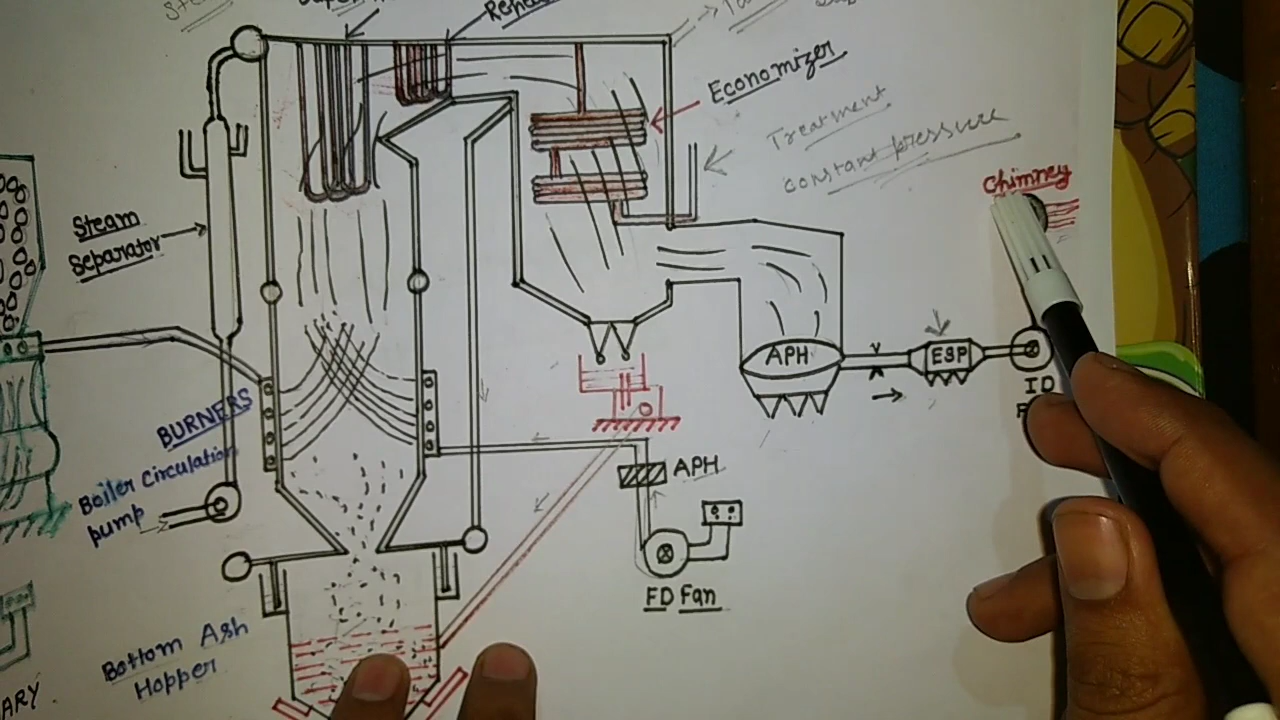 Economizer
Treatment
constant pressure
Chimney
Steam
Separator
APH
ESP
ID
BURNERS
APH
Boiler Circulation
pump
FD Fan
Bottom Ash
Hopper